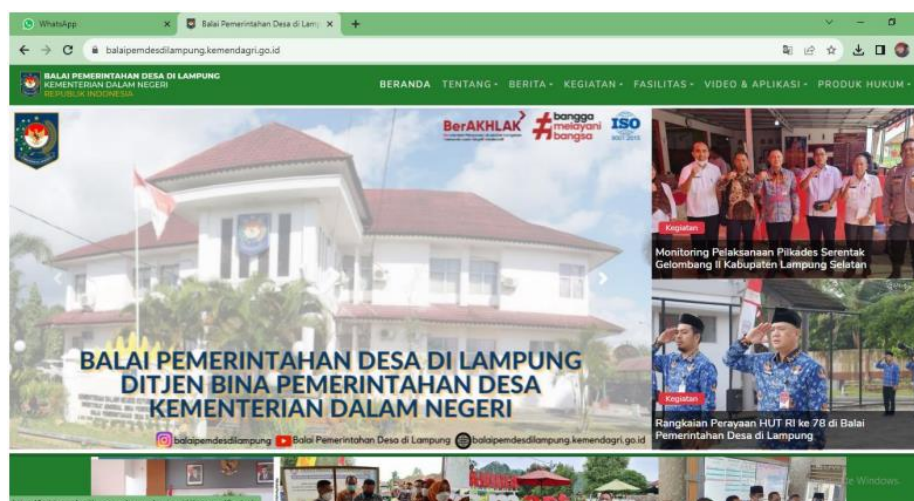 WhatsApp
Balai Pemerintahan Desa di Lam
balaipemdesdilampung.kemendagri.go.id
BALAI PEMERINTAHAN DESA DI LAMPUNG
KEMENTERIAN DALAM NEGERI
REPUBLIK INDONESIA
BERANDA TENTANG BERITA KEGIATAN FASILITAS VIDEO & APLIKASI PRODUK HUKUM
BerAKHLAK
#bangga
melayani
bangsa
ISO
Kegiatan
Monitoring Pelaksanaan Pilkades Serentak
Gelombang II Kabupaten Lampung Selatan
BALAI PEMERINTAHAN DESA DI LAMPUNG
DITJEN BINA PEMERINTAHAN DESA
KEMENTERIAN DALAM NEGERI
balaipendesdilampung Balai Pemerintahan Desa di Lampung balaipemdesdilampung.kemendagri.go.id
Kegiatan
Rangkaian Perayaan HUT RI ke 78 di Balai
Pemerintahan Desa di Lampung
Windows.